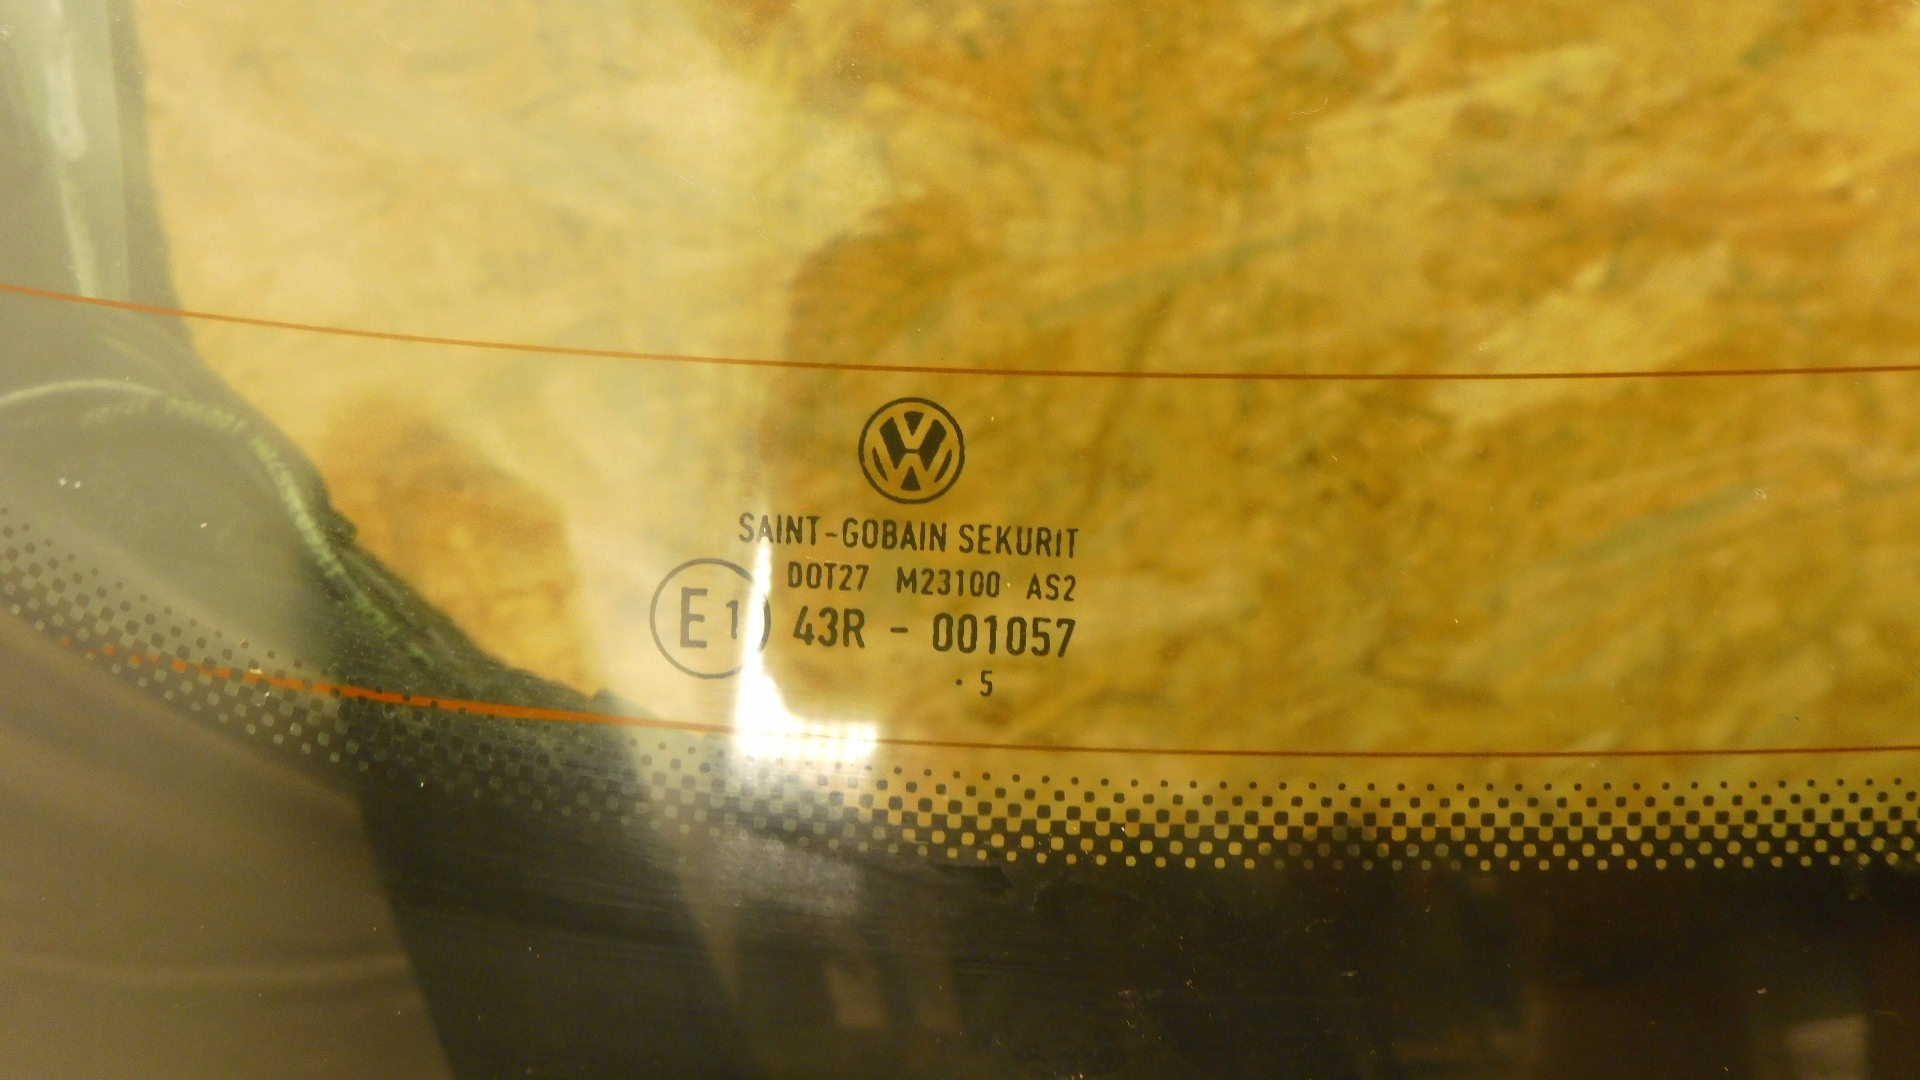 SAINT-GOBAIN SEKURIT
DOT27 M23100 AS2
E1 43R - 001057
· 5